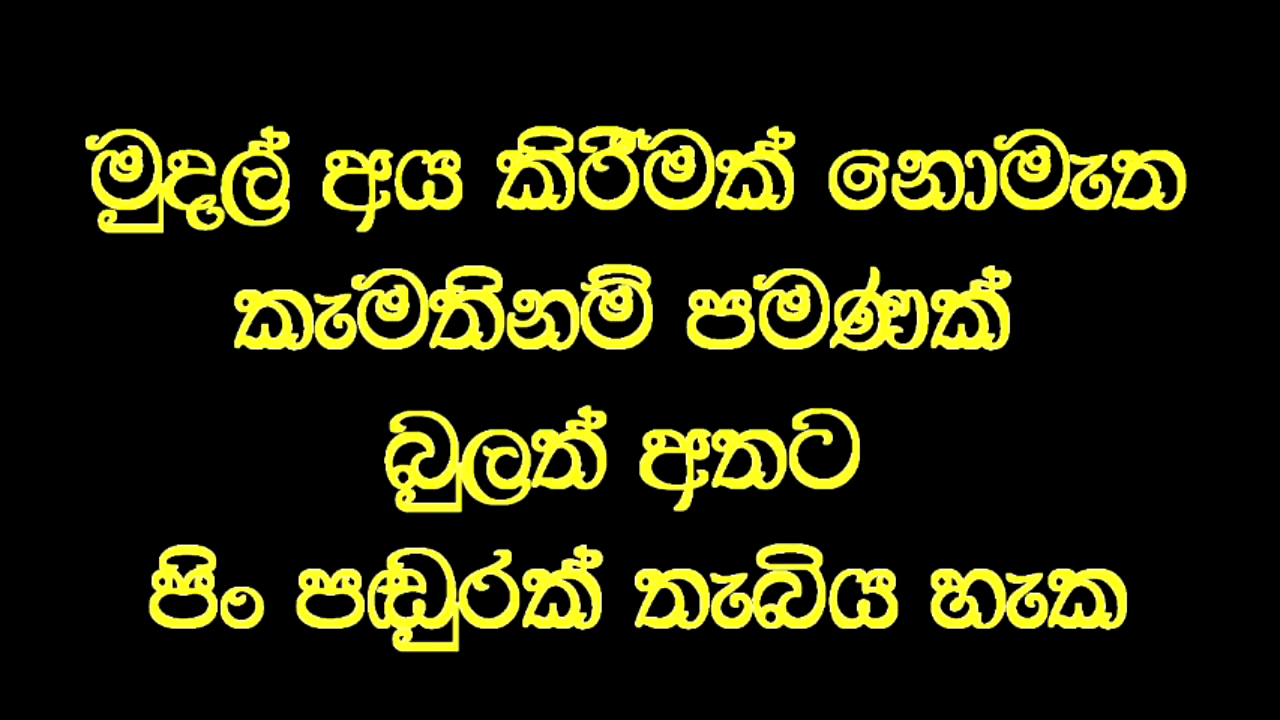 මුදල් අය කිරීමක් නොමැත
කැමතිනම් පමණක්
බුලත් අතට
පිං පඬුරක් තැබිය හැක